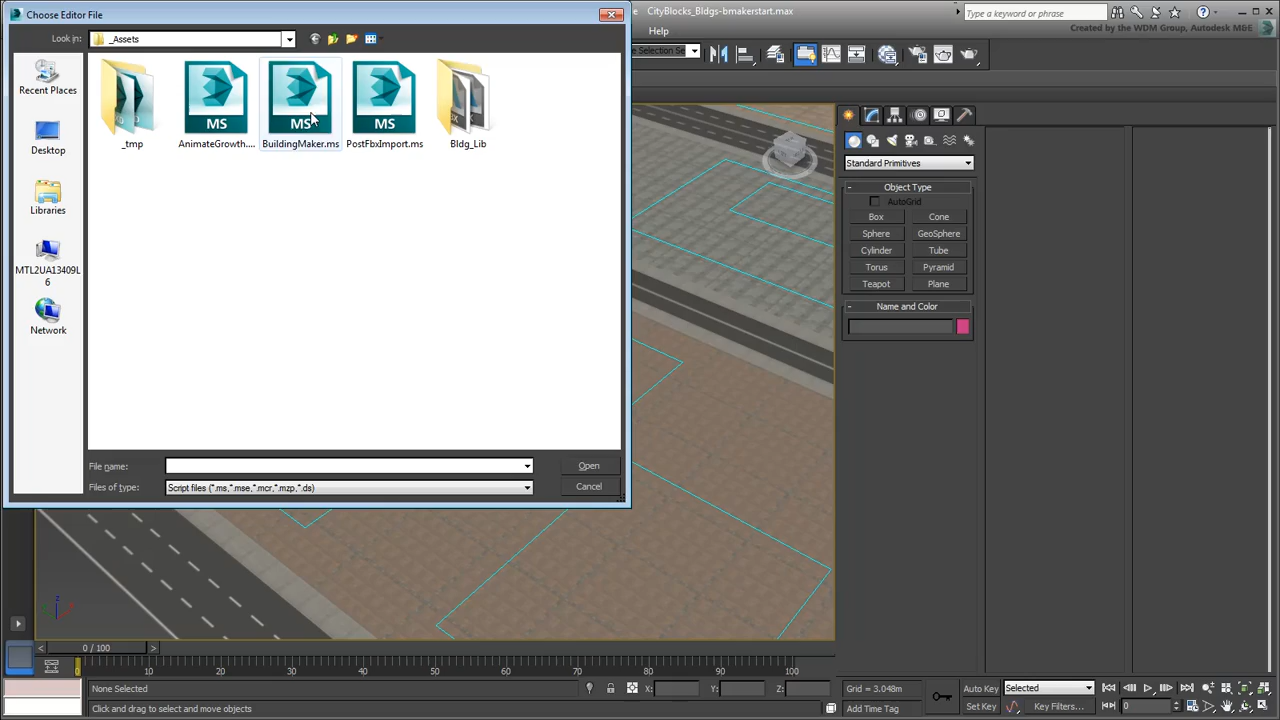 Choose Editor File
CityBlocks_Bldgs-bmakerstart.max
Type a keyword or phrase
Look in:
_Assets
Help
Created by the WDM Group, Autodesk M&E
Selection Se
Recent Places
Desktop
Libraries
MTL2UA13409L
6
Network
MS
MS
MS
_tmp
AnimateGrowth....
BuildingMaker.ms
PostFbxImport.ms
Bldg_Lib
File name:
Open
Files of type:
Script files (*.ms,*.mse,*.mcr,*.mzp,*.ds)
Cancel
Standard Primitives
Object Type
AutoGrid
Box
Cone
Sphere
GeoSphere
Cylinder
Tube
Torus
Pyramid
Teapot
Plane
Name and Color
z
0 / 100
0
10
20
30
40
50
60
70
80
90
100
None Selected
X:
Y:
Z:
Grid = 3.048m
Auto Key
Selected
Click and drag to select and move objects
Add Time Tag
Set Key
Key Filters...
0